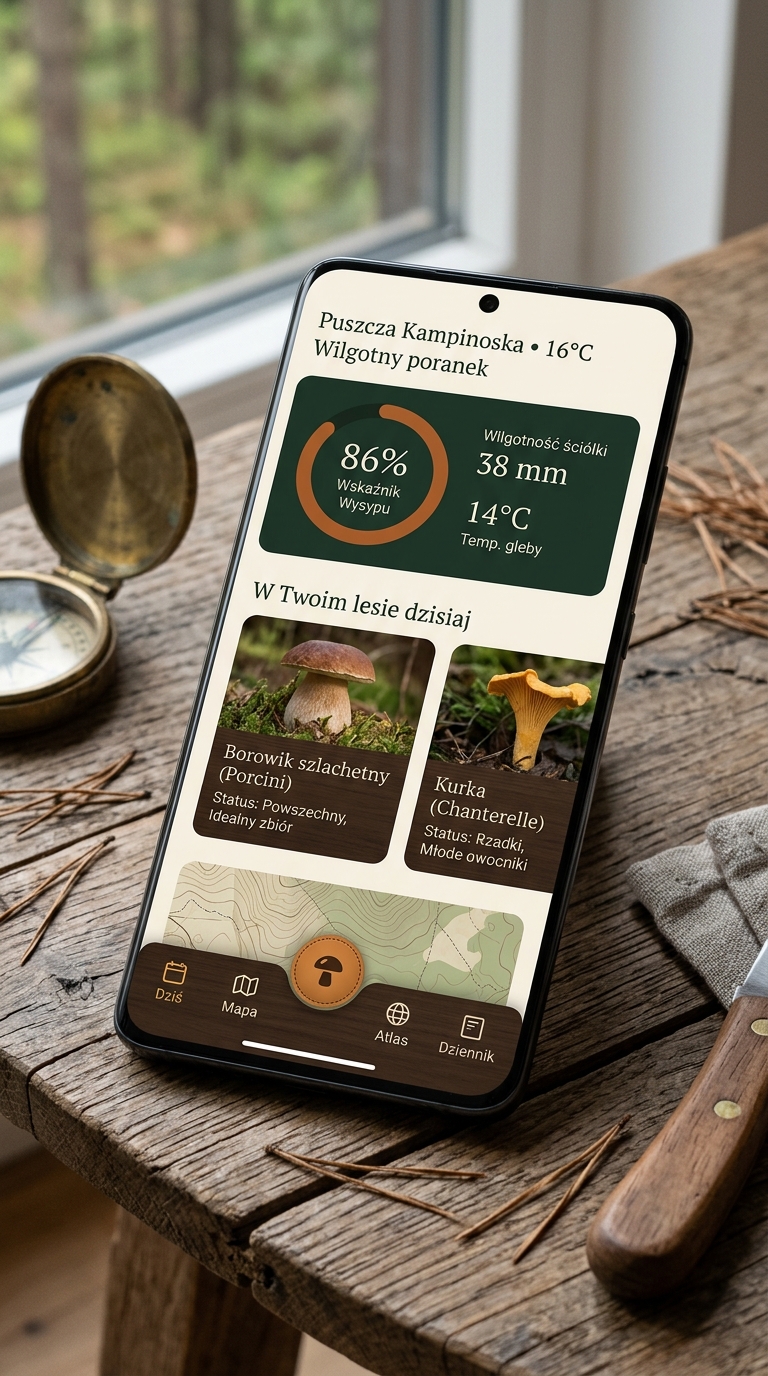 Puszcza Kampinoska • 16°C
Wilgotny poranek
86%
Wskaźnik
Wysypu
Wilgotność ściółki
38 mm
14°C
Temp. gleby
W Twoim lesie dzisiaj
Borowik szlachetny
(Porcini)
Status: Powszechny,
Idealny zbiór
Kurka
(Chanterelle)
Status: Rzadki,
Młode owocniki
Dziś
Mapa
Atlas
Dziennik